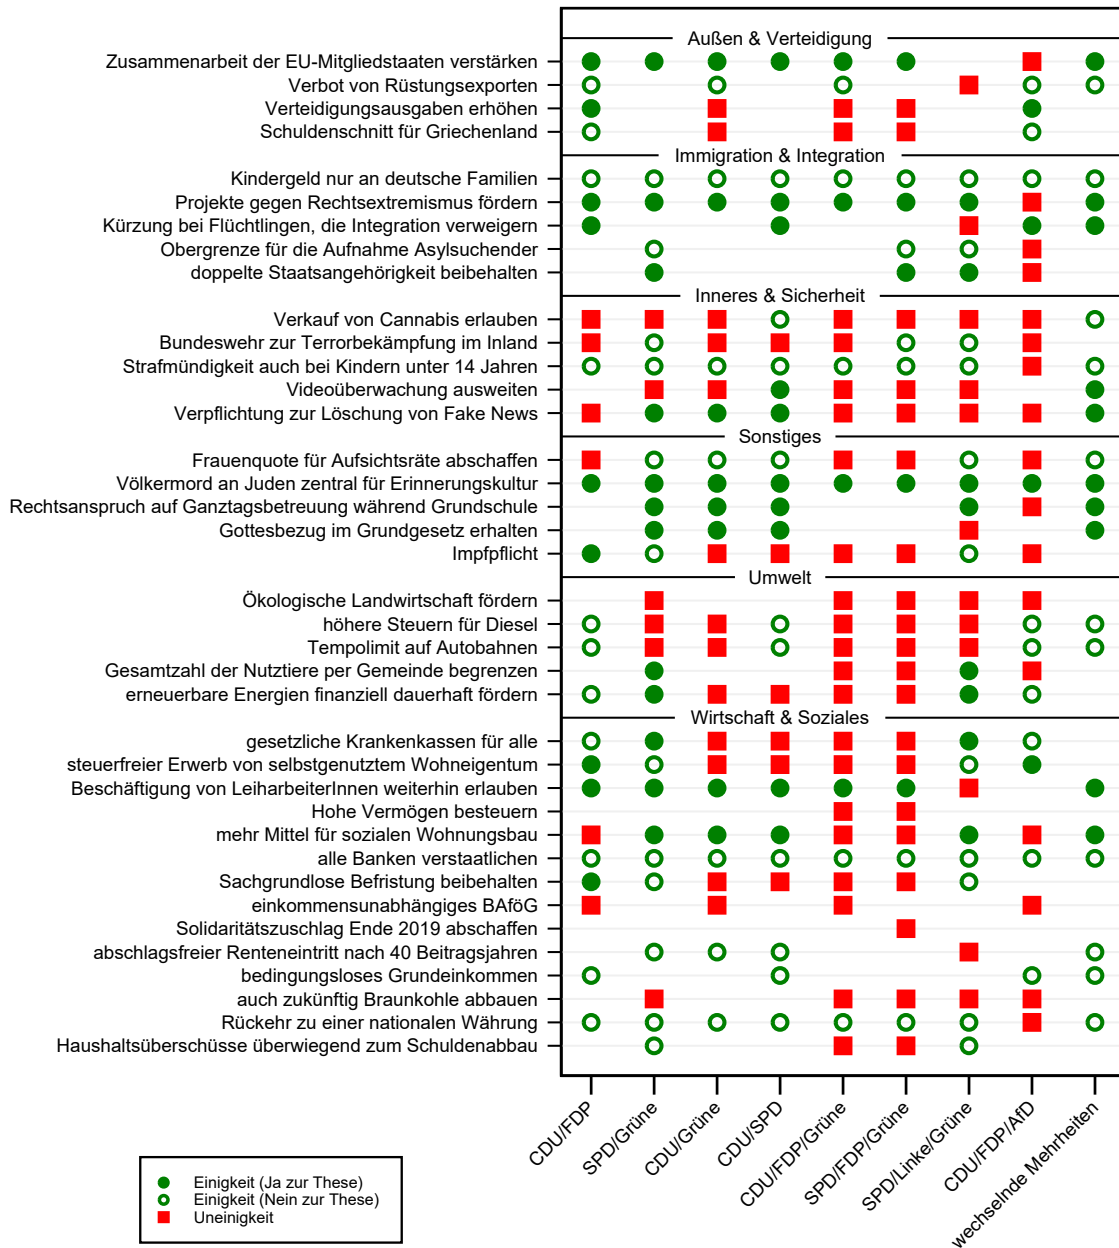 Außen & Verteidigung
Zusammenarbeit der EU-Mitgliedstaaten verstärken
Verbot von Rüstungsexporten
Verteidigungsausgaben erhöhen
Schuldenschnitt für Griechenland
Immigration & Integration
Kindergeld nur an deutsche Familien
Projekte gegen Rechtsextremismus fördern
Kürzung bei Flüchtlingen, die Integration verweigern
Obergrenze für die Aufnahme Asylsuchender
doppelte Staatsangehörigkeit beibehalten
Inneres & Sicherheit
Verkauf von Cannabis erlauben
Bundeswehr zur Terrorbekämpfung im Inland
Strafmündigkeit auch bei Kindern unter 14 Jahren
Videoüberwachung ausweiten
Verpflichtung zur Löschung von Fake News
Sonstiges
Frauenquote für Aufsichtsräte abschaffen
Völkermord an Juden zentral für Erinnerungskultur
Rechtsanspruch auf Ganztagsbetreuung während Grundschule
Gottesbezug im Grundgesetz erhalten
Impfpflicht
Umwelt
Ökologische Landwirtschaft fördern
höhere Steuern für Diesel
Tempolimit auf Autobahnen
Gesamtzahl der Nutztiere per Gemeinde begrenzen
erneuerbare Energien finanziell dauerhaft fördern
Wirtschaft & Soziales
gesetzliche Krankenkassen für alle
steuerfreier Erwerb von selbstgenutztem Wohneigentum
Beschäftigung von LeiharbeiterInnen weiterhin erlauben
Hohe Vermögen besteuern
mehr Mittel für sozialen Wohnungsbau
alle Banken verstaatlichen
Sachgrundlose Befristung beibehalten
einkommensunabhängiges BAföG
Solidaritätszuschlag Ende 2019 abschaffen
abschlagsfreier Renteneintritt nach 40 Beitragsjahren
bedingungsloses Grundeinkommen
auch zukünftig Braunkohle abbauen
Rückehr zu einer nationalen Währung
Haushaltsüberschüsse überwiegend zum Schuldenabbau
CDU/FDP
SPD/Grüne
CDU/Grüne
CDU/SPD
CDU/FDP/Grüne
SPD/FDP/Grüne
SPD/Linke/Grüne
CDU/FDP/AfD
wechselnde Mehrheiten
Einigkeit (Ja zur These)
Einigkeit (Nein zur These)
Uneinigkeit